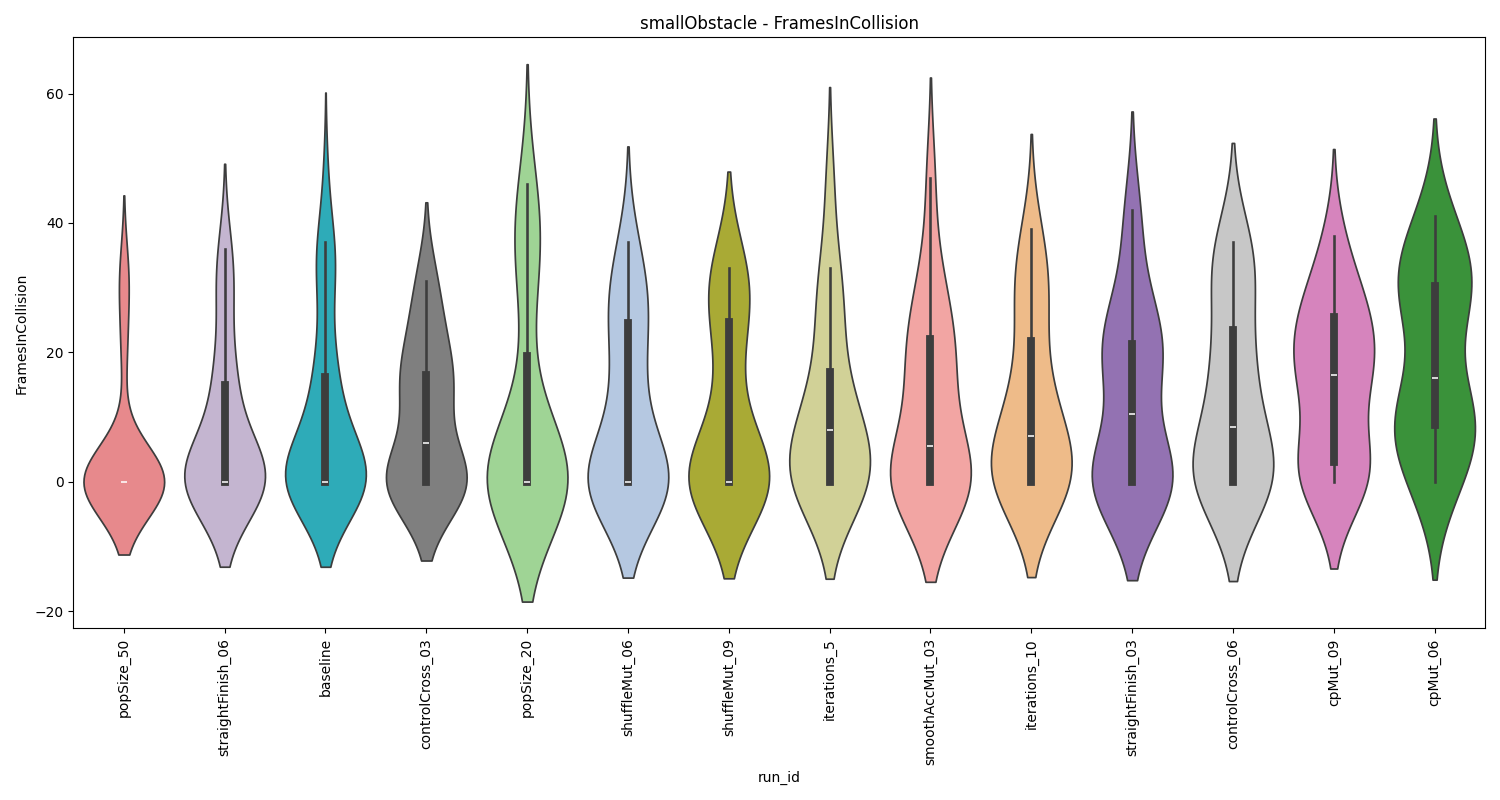 smallObstacle - FramesInCollision
FramesInCollision
60
40
20
0
−20
popSize_50
straightFinish_06
baseline
controlCross_03
popSize_20
shuffleMut_06
shuffleMut_09
iterations_5
smoothAccMut_03
iterations_10
straightFinish_03
controlCross_06
cpMut_09
cpMut_06
run_id